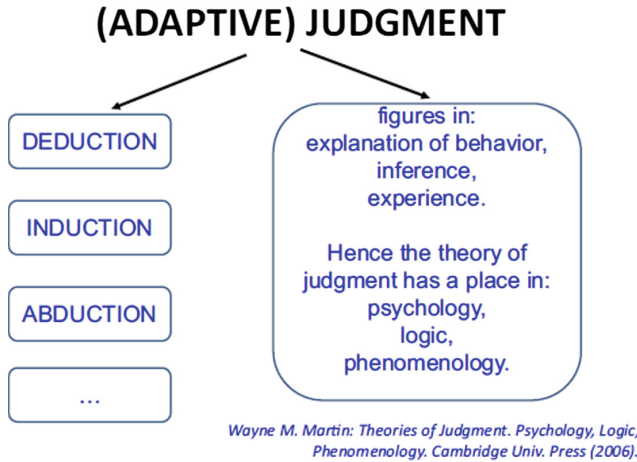 (ADAPTIVE) JUDGMENT
DEDUCTION
INDUCTION
ABDUCTION
...
figures in:
explanation of behavior,
inference,
experience.
Hence the theory of
judgment has a place in:
psychology,
logic,
phenomenology.
Wayne M. Martin: Theories of Judgment. Psychology, Logic,
Phenomenology. Cambridge Univ. Press (2006).